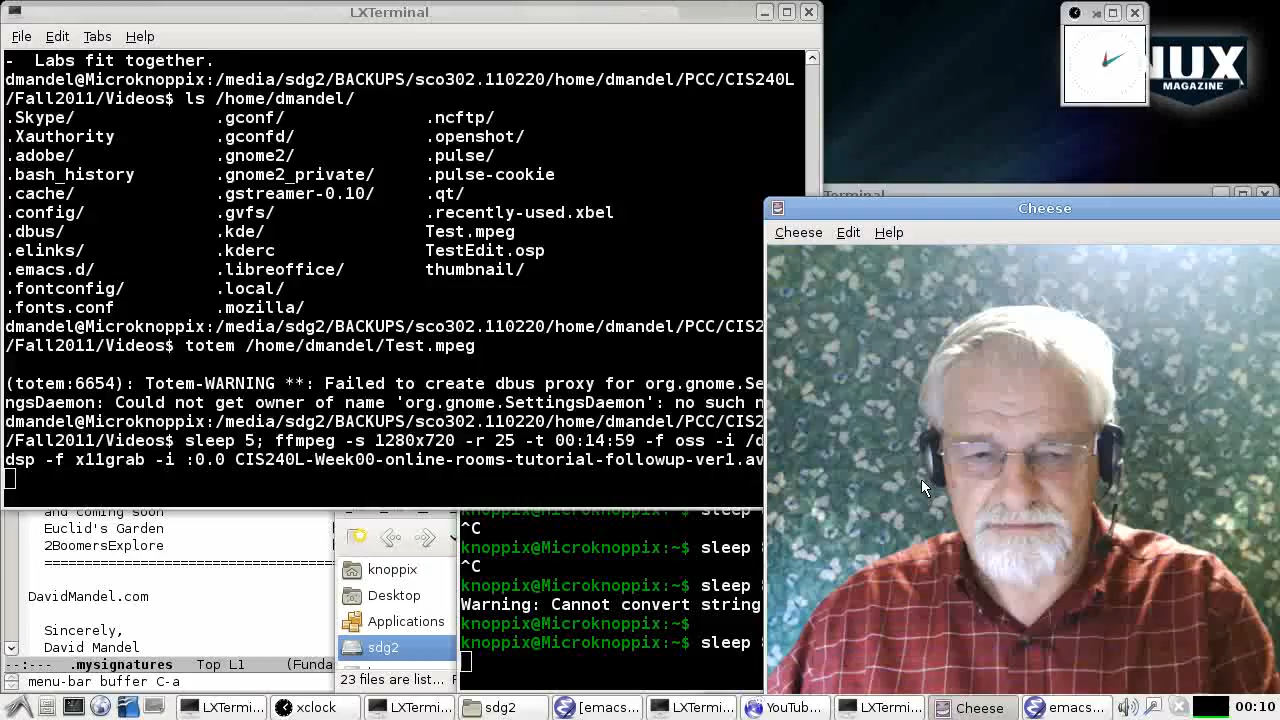 LXTerminal
File Edit Tabs Help
-  Labs fit together.
dmandel@Microknoppix:/media/sdg2/BACKUPS/sco302.110220/home/dmandel/PCC/CIS240L
/Fall2011/Videos$ ls /home/dmandel/
.Skype/ .gconf/ .ncftp/
.Xauthority .gconfd/ .openshot/
.adobe/ .gnome2/ .pulse/
.bash_history .gnome2_private/ .pulse-cookie
.cache/ .gstreamer-0.10/ .qt/
.config/ .gvfs/ .recently-used.xbel
.dbus/ .kde/ Test.mpeg
.elinks/ .kderc TestEdit.osp
.emacs.d/ .libreoffice/ thumbnail/
.fontconfig/ .local/
.fonts.conf .mozilla/
dmandel@Microknoppix:/media/sdg2/BACKUPS/sco302.110220/home/dmandel/PCC/CIS2
/Fall2011/Videos$ totem /home/dmandel/Test.mpeg
(totem:6654): Totem-WARNING **: Failed to create dbus proxy for org.gnome.Se
ngsDaemon: Could not get owner of name 'org.gnome.SettingsDaemon': no such n
dmandel@Microknoppix:/media/sdg2/BACKUPS/sco302.110220/home/dmandel/PCC/CIS2
/Fall2011/Videos$ sleep 5; ffmpeg -s 1280x720 -r 25 -t 00:14:59 -f oss -i /d
dsp -f x11grab -i :0.0 CIS240L-Week00-online-rooms-tutorial-followup-ver1.av
NUX
MAGAZINE
Terminal
Cheese
Cheese Edit Help
and coming soon
Euclid's Garden
2BoomersExplore
DavidMandel.com
Sincerely,
David Mandel
--:--- .mysignatures Top L1 (Funda
menu-bar buffer C-a
knoppix
Desktop
Applications
sdg2
23 files are list...
sleep
^C
knoppix@Microknoppix:~$ sleep
^C
knoppix@Microknoppix:~$ sleep
Warning: Cannot convert string
knoppix@Microknoppix:~$
knoppix@Microknoppix:~$ sleep
LXTermi... xclock LXTermi... sdg2 [emacs... LXTermi... YouTub... LXTermi... Cheese emacs... 00:10